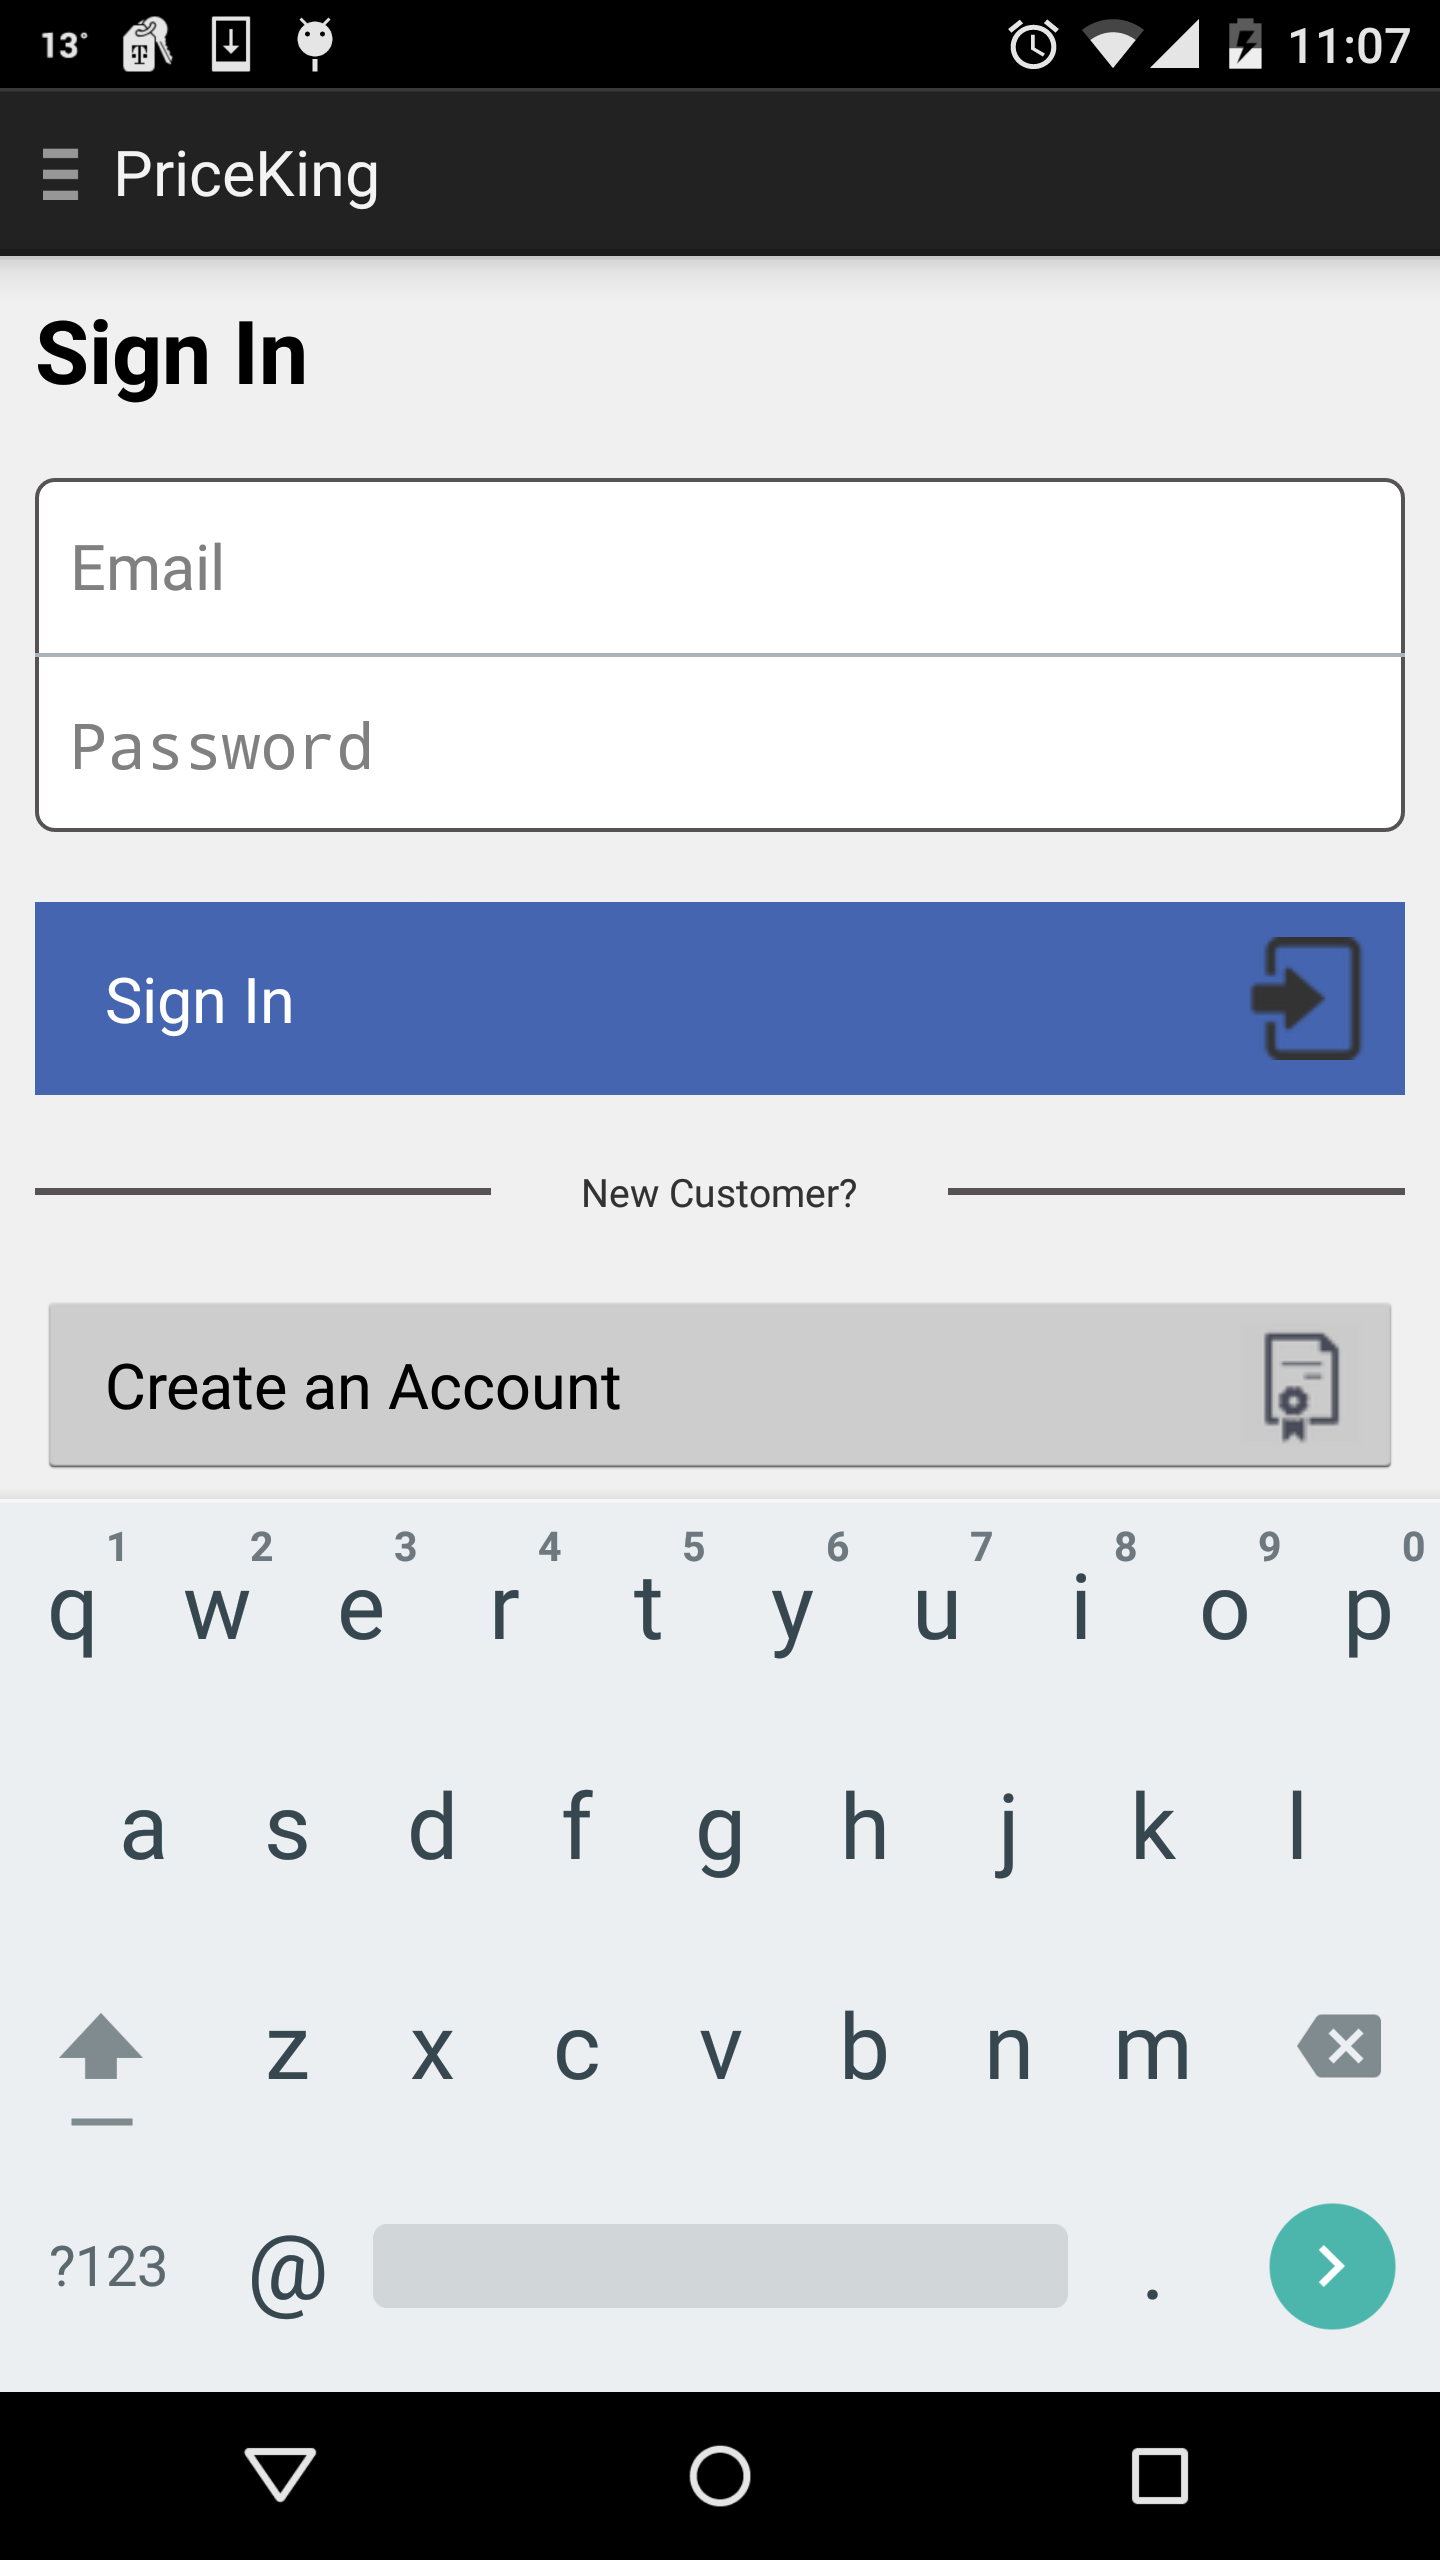 13° 11:07
PriceKing
Sign In
Email
Password
Sign In
New Customer?
Create an Account
1 2 3 4 5 6 7 8 9 0
q w e r t y u i o p
a s d f g h j k l
z x c v b n m
?123 @ .